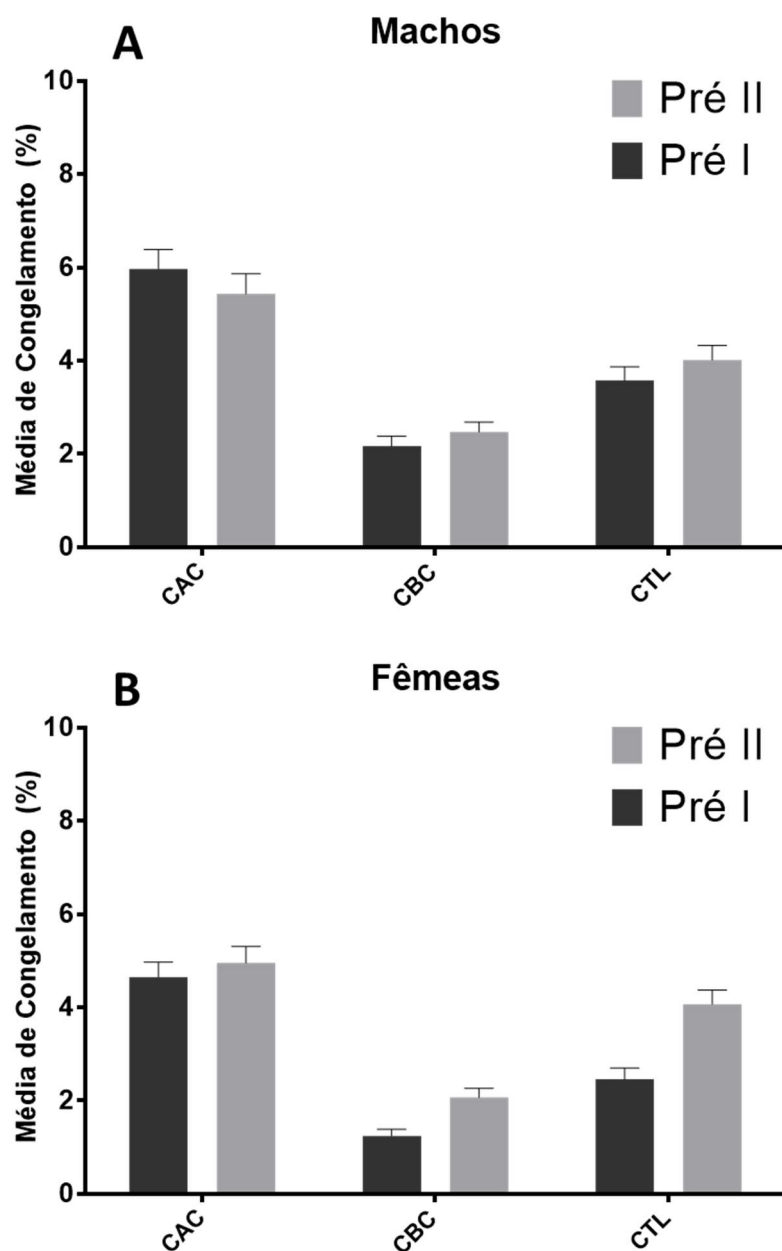 A
Machos
Média de Congelamento (%)
10
8
6
4
2
0
Pré II
Pré I
CAC
CBC
CTL
B
Fêmeas
Média de Congelamento (%)
10
8
6
4
2
0
Pré II
Pré I
CAC
CBC
CTL